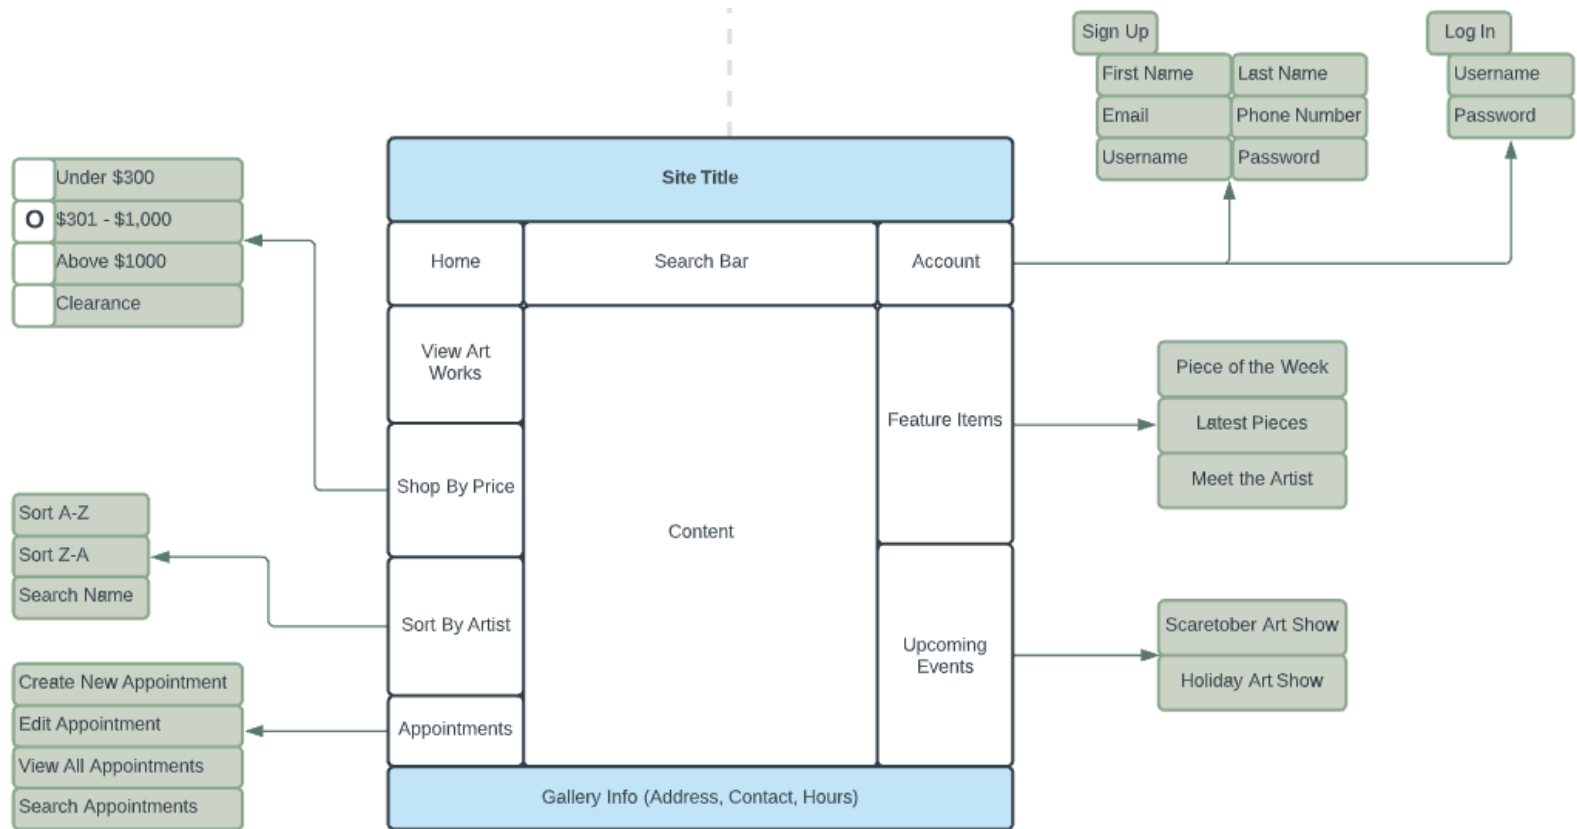 Sign Up
First Name
Last Name
Email
Phone Number
Username
Password
Log In
Username
Password
Under $300
O $301 - $1,000
Above $1000
Clearance
Site Title
Home
Search Bar
Account
View Art
Works
Shop By Price
Sort By Artist
Appointments
Content
Feature Items
Upcoming
Events
Gallery Info (Address, Contact, Hours)
Sort A-Z
Sort Z-A
Search Name
Create New Appointment
Edit Appointment
View All Appointments
Search Appointments
Piece of the Week
Latest Pieces
Meet the Artist
Scaretober Art Show
Holiday Art Show